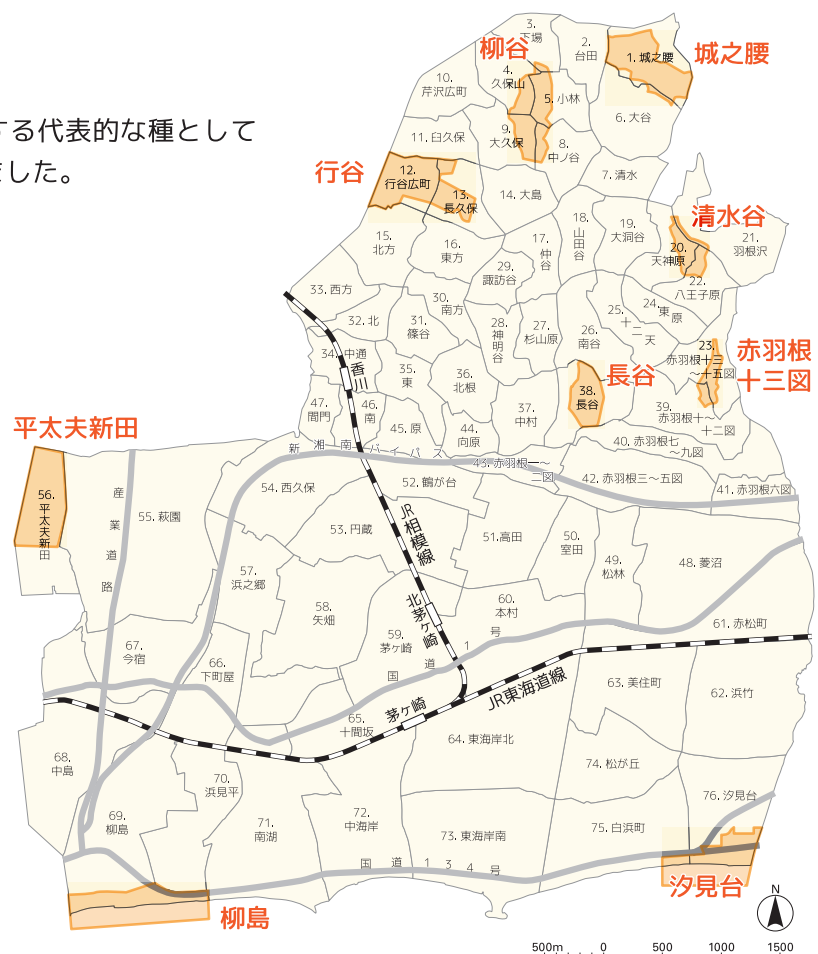 3.
下場
2.
台田
柳谷
1. 城之腰
城之腰
4.
久保山
10.
芹沢広町
5. 小林
する代表的な種として
6. 大谷
11. 臼久保
9.
大久保
8.
中ノ谷
ました。
行谷
12.
行谷広町
7. 清水
13.
長久保
14. 大島
清水谷
15.
北方
16.
東方
17.
仲谷
18.
山田谷
19.
大洞谷
20.
天神原
21.
羽根沢
29.
諏訪谷
22.
八王子原
33. 西方
30.
南方
24. 東原
25. 十二天
32. 北
31.
篠谷
28.
神明谷
27.
杉山原
26.
南谷
23.
赤羽根十三
～十五図
赤羽根
十三図
34. 中通
香川
35.
東
36.
北根
長谷
38.
長谷
47.
間門
46.
南
45. 原
44.
向原
37.
中村
39.
赤羽根十～
十二図
平太夫新田
40. 赤羽根七
～九図
新湘南バイパス
43. 赤羽根一～
二図
42. 赤羽根三～五図
41. 赤羽根六図
56.
平太夫新田
産業道路
55. 萩園
54. 西久保
52. 鶴が台
53. 円蔵
JR相模線
51. 高田
50.
室田
49.
松林
48. 菱沼
57.
浜之郷
58.
矢畑
北茅ヶ崎
60.
本村
59.
茅ヶ崎
国道1号
61. 赤松町
67.
今宿
66.
下町屋
63. 美住町
62. 浜竹
JR東海道線
茅ヶ崎
65.
十間坂
64. 東海岸北
68.
中島
70.
浜見平
74. 松が丘
76. 汐見台
69.
柳島
71.
南湖
72.
中海岸
73. 東海岸南
75. 白浜町
国道134号
汐見台
柳島
N
500m 0 500 1000 1500